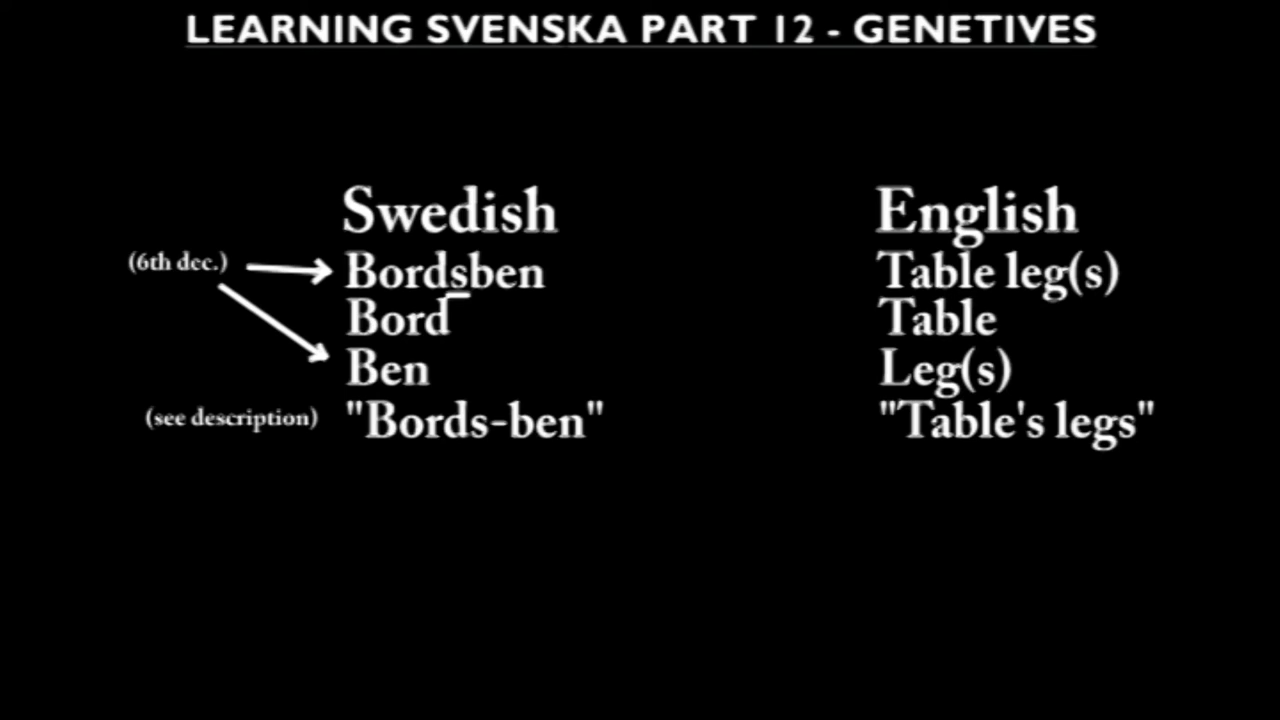 LEARNING SVENSKA PART 12 - GENETIVES
Swedish English
(6th dec.) Bordsben Table leg(s)
Bord Table
Ben Leg(s)
(see description) "Bords-ben" "Table's legs"